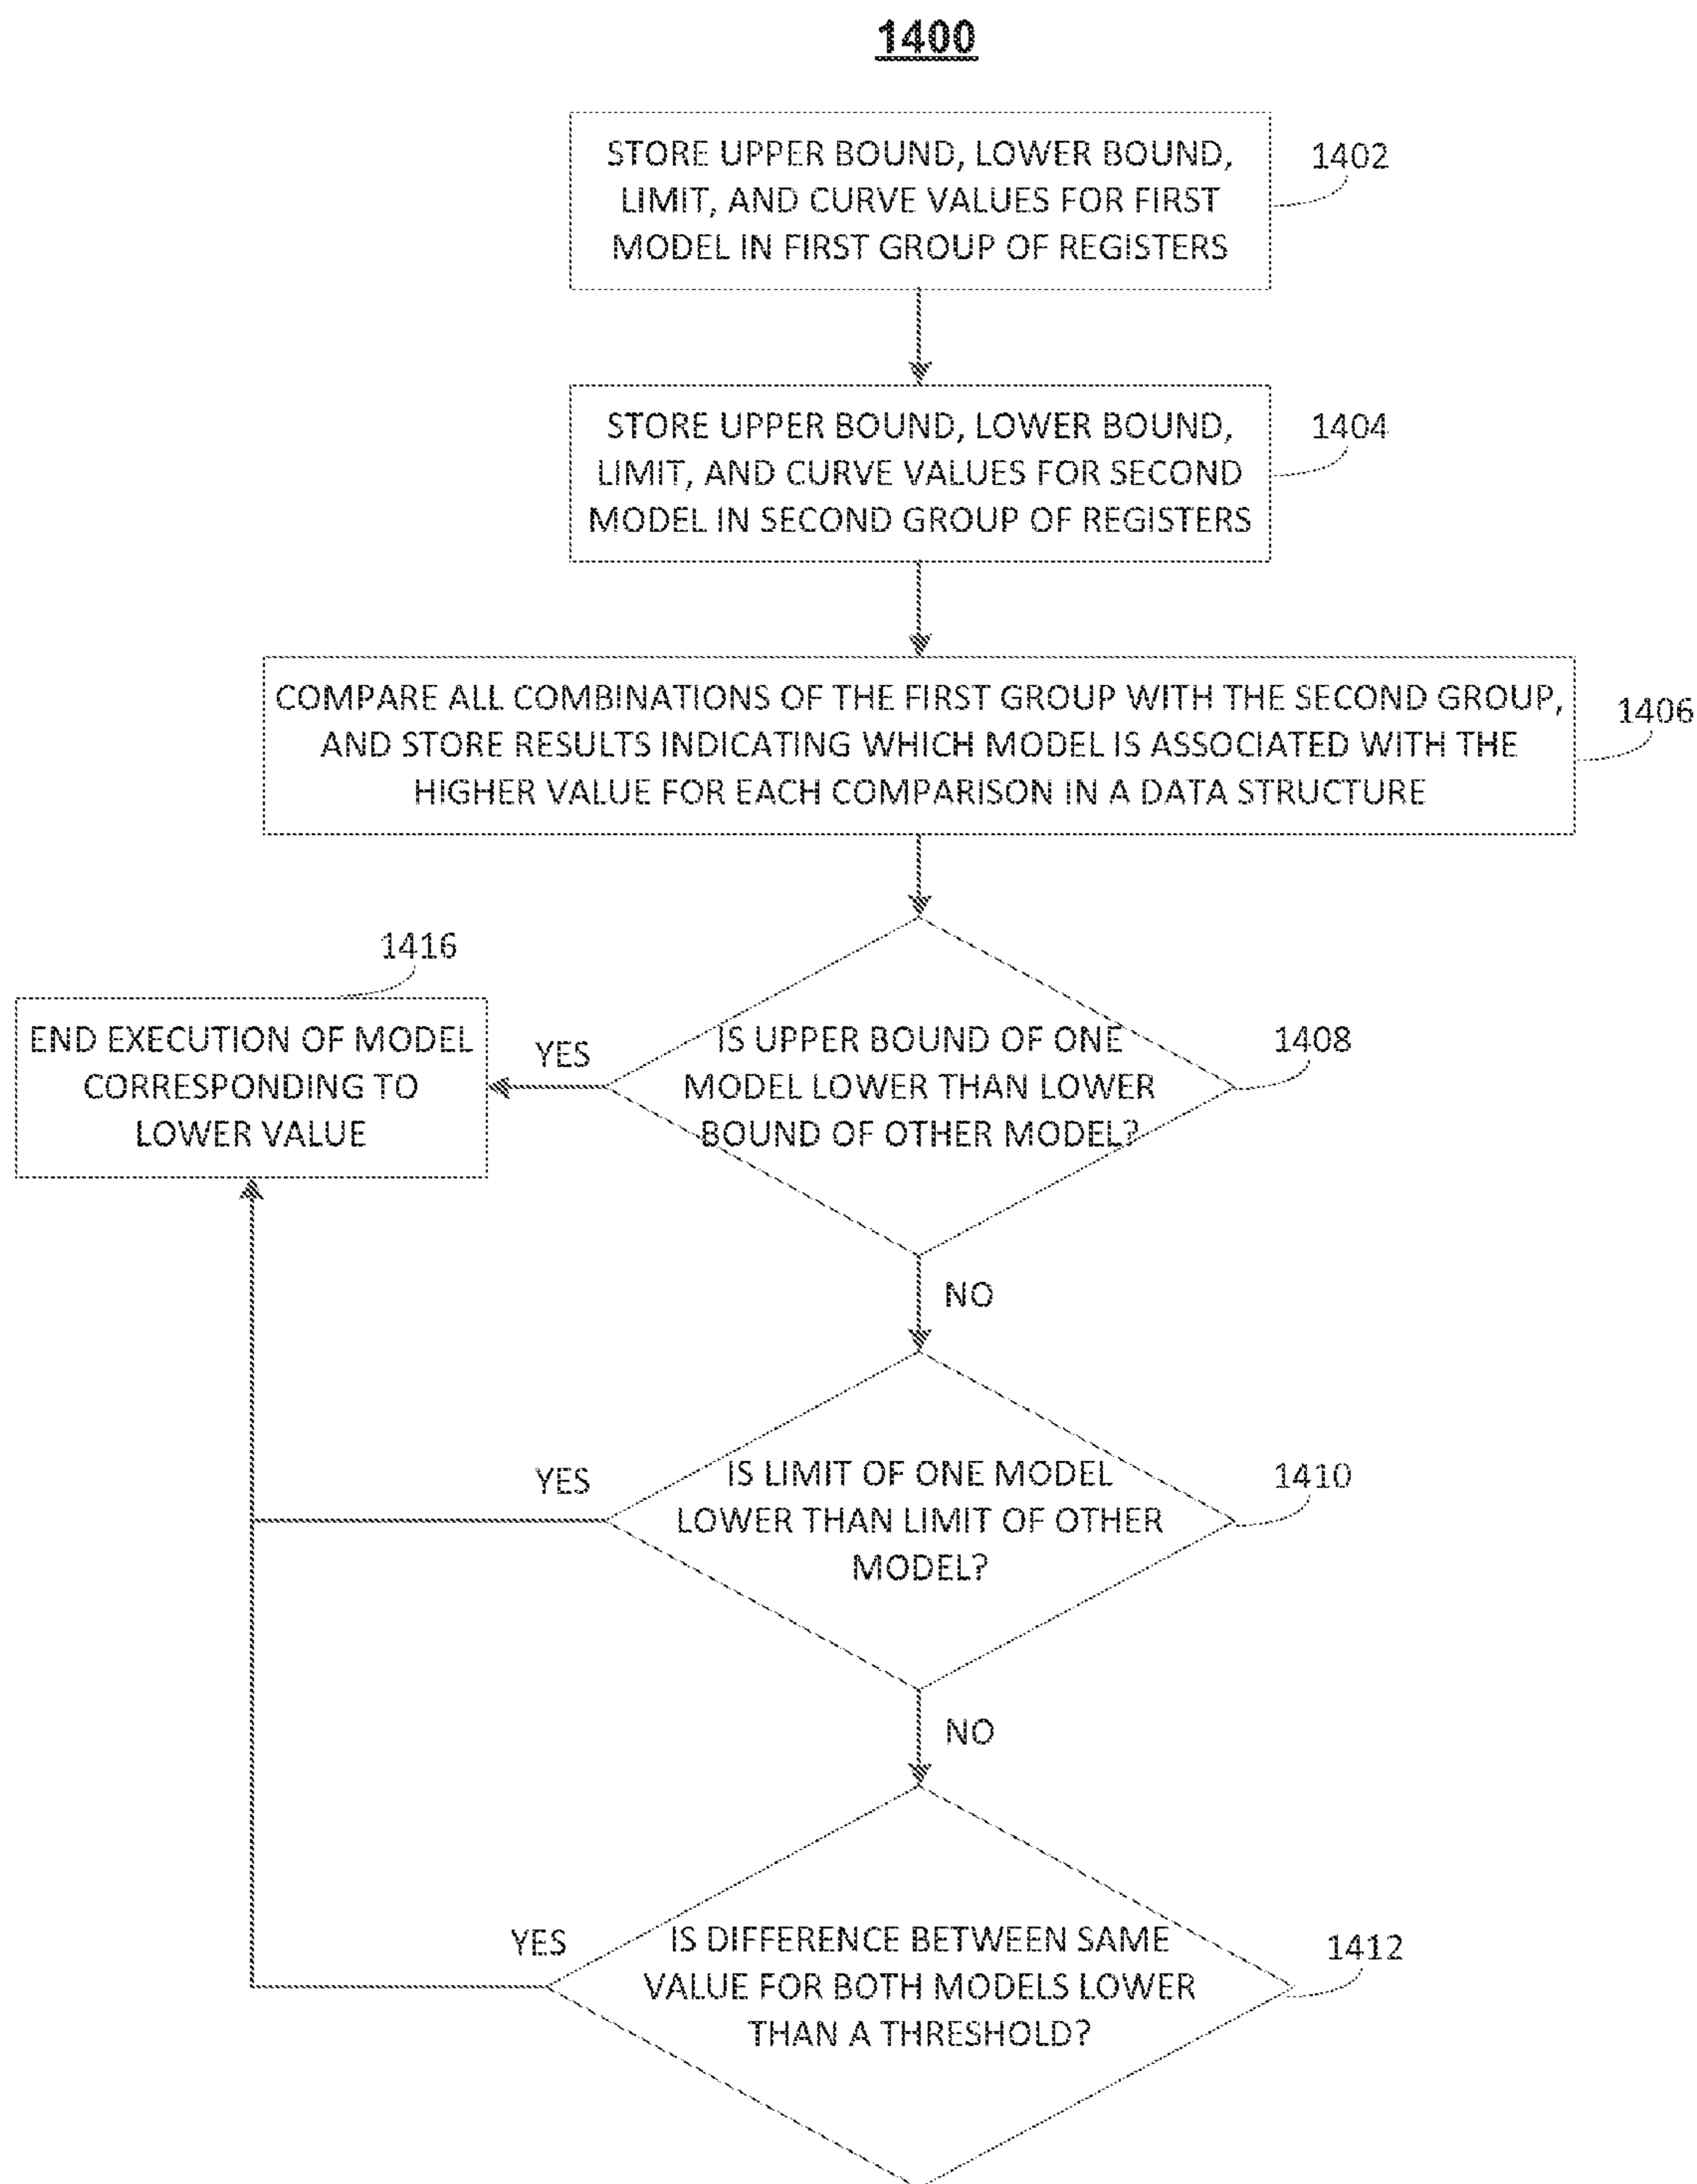 1400
STORE UPPER BOUND, LOWER BOUND,
LIMIT, AND CURVE VALUES FOR FIRST
MODEL IN FIRST GROUP OF REGISTERS
1402
STORE UPPER BOUND, LOWER BOUND,
LIMIT, AND CURVE VALUES FOR SECOND
MODEL IN SECOND GROUP OF REGISTERS
1404
COMPARE ALL COMBINATIONS OF THE FIRST GROUP WITH THE SECOND GROUP,
AND STORE RESULTS INDICATING WHICH MODEL IS ASSOCIATED WITH THE
HIGHER VALUE FOR EACH COMPARISON IN A DATA STRUCTURE
1406
1416
END EXECUTION OF MODEL
CORRESPONDING TO
LOWER VALUE
YES
IS UPPER BOUND OF ONE
MODEL LOWER THAN LOWER
BOUND OF OTHER MODEL?
1408
NO
YES
IS LIMIT OF ONE MODEL
LOWER THAN LIMIT OF OTHER
MODEL?
1410
NO
YES
IS DIFFERENCE BETWEEN SAME
VALUE FOR BOTH MODELS LOWER
THAN A THRESHOLD?
1412